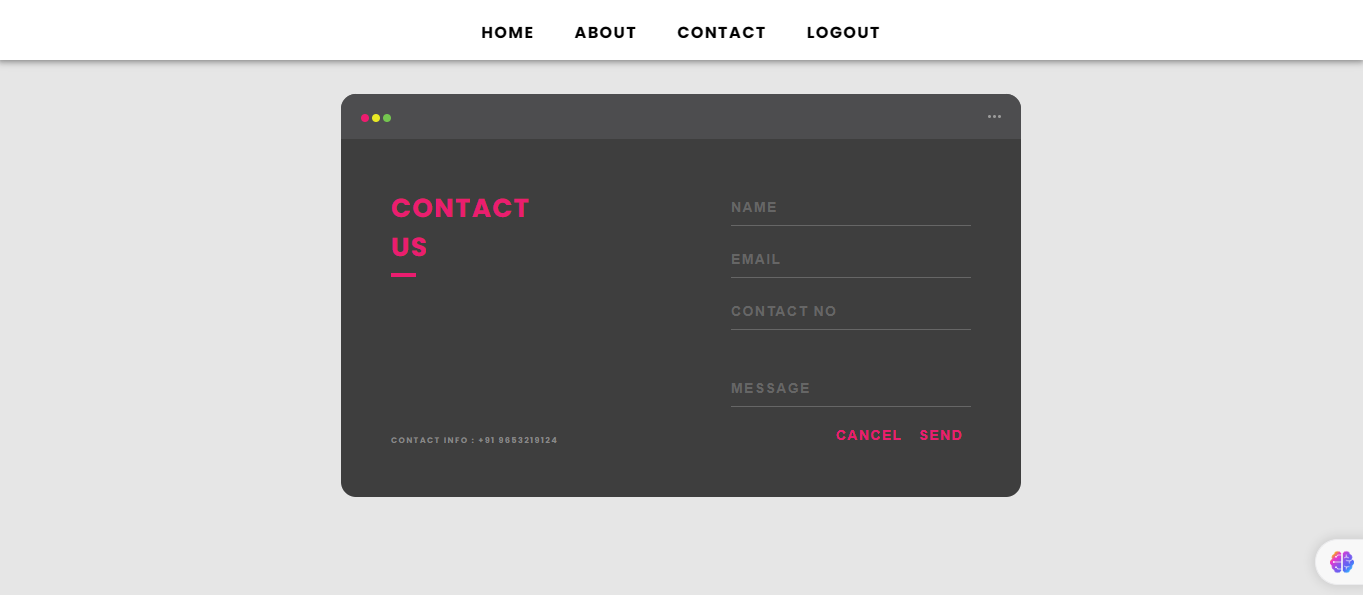 HOME ABOUT CONTACT LOGOUT
CONTACT
US
CONTACT INFO : +91 9653219124
NAME
EMAIL
CONTACT NO
MESSAGE
CANCEL SEND